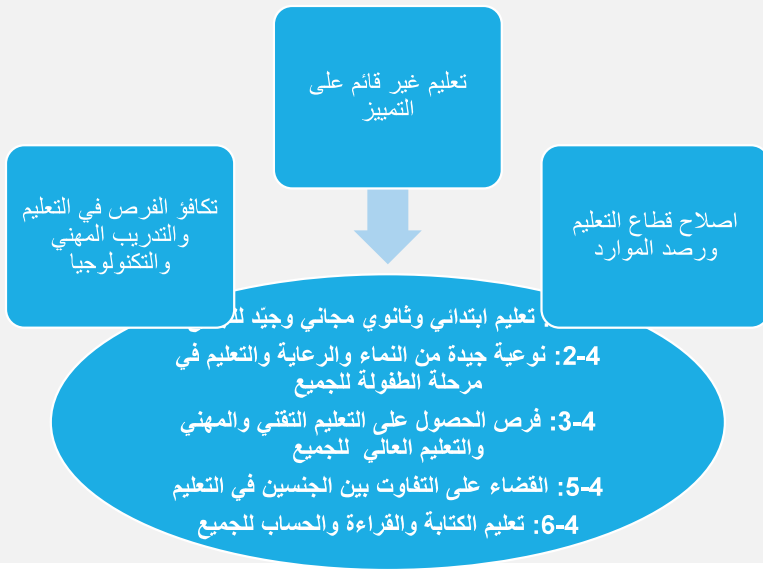 تعليم غير قائم على
التمييز
اصلاح قطاع التعليم
ورصد الموارد
تكافؤ الفرص في التعليم
والتدريب المهني
والتكنولوجيا
تعليم ابتدائي وثانوي مجاني وجيّد
4-2: نوعية جيدة من النماء والرعاية والتعليم في
مرحلة الطفولة للجميع
4-3: فرص الحصول على التعليم التقني والمهني
والتعليم العالي للجميع
4-5: القضاء على التفاوت بين الجنسين في التعليم
4-6: تعليم الكتابة والقراءة والحساب للجميع